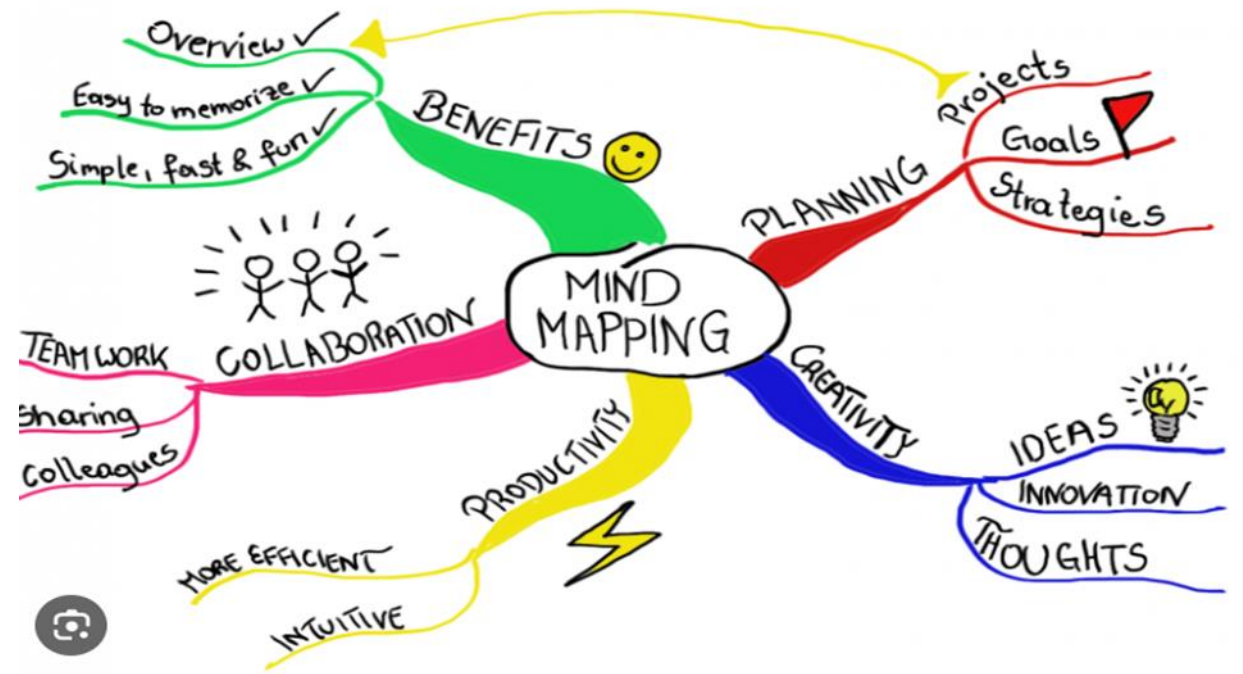 Overview
Easy to memorize
Simple, fast & fun
BENEFITS
Projects
Goals
Strategies
PLANNING
MIND
MAPPING
COLLABORATION
TEAMWORK
Sharing
Colleagues
CREATIVITY
IDEAS
INNOVATION
THOUGHTS
PRODUCTIVITY
MORE EFFICIENT
INTUITIVE